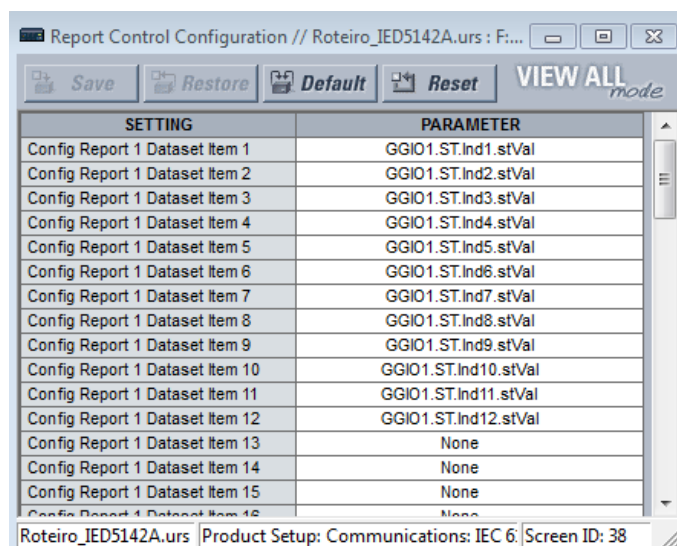 Report Control Configuration // Roteiro_IED5142A.urs : F:...
Save Restore Default Reset VIEW ALL mode
SETTING PARAMETER
Config Report 1 Dataset Item 1 GGIO1.ST.Ind1.stVal
Config Report 1 Dataset Item 2 GGIO1.ST.Ind2.stVal
Config Report 1 Dataset Item 3 GGIO1.ST.Ind3.stVal
Config Report 1 Dataset Item 4 GGIO1.ST.Ind4.stVal
Config Report 1 Dataset Item 5 GGIO1.ST.Ind5.stVal
Config Report 1 Dataset Item 6 GGIO1.ST.Ind6.stVal
Config Report 1 Dataset Item 7 GGIO1.ST.Ind7.stVal
Config Report 1 Dataset Item 8 GGIO1.ST.Ind8.stVal
Config Report 1 Dataset Item 9 GGIO1.ST.Ind9.stVal
Config Report 1 Dataset Item 10 GGIO1.ST.Ind10.stVal
Config Report 1 Dataset Item 11 GGIO1.ST.Ind11.stVal
Config Report 1 Dataset Item 12 GGIO1.ST.Ind12.stVal
Config Report 1 Dataset Item 13 None
Config Report 1 Dataset Item 14 None
Config Report 1 Dataset Item 15 None
Config Report 1 Dataset Item 16 None
Roteiro_IED5142A.urs Product Setup: Communications: IEC 6 Screen ID: 38